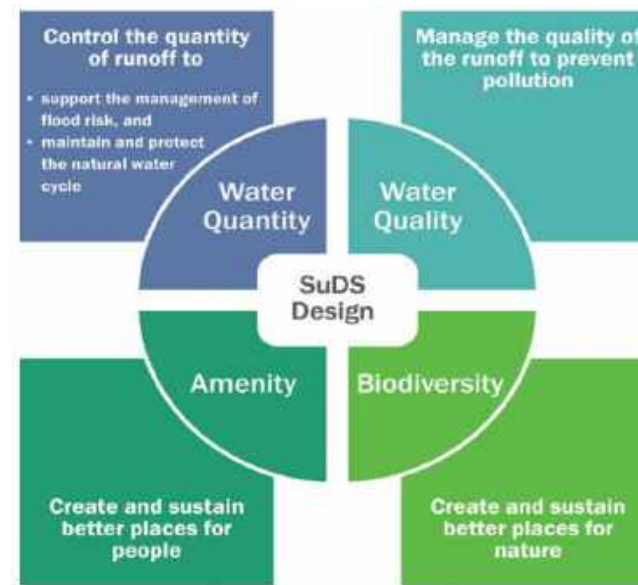 Control the quantity
of runoff to
• support the management of
flood risk, and
• maintain and protect
the natural water
cycle
Manage the quality of
the runoff to prevent
pollution
Water
Quantity
Water
Quality
SuDS
Design
Amenity
Biodiversity
Create and sustain
better places for
people
Create and sustain
better places for
nature